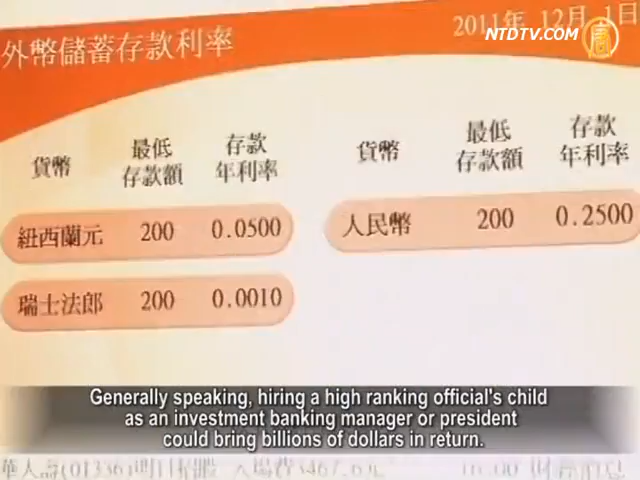 2011年 12月 1日
NTDTV.COM
外幣儲蓄存款利率
貨幣 最低存款額 存款年利率 貨幣 最低存款額 存款年利率
紐西蘭元 200 0.0500 人民幣 200 0.2500
瑞士法郎 200 0.0010
Generally speaking, hiring a high ranking official's child
as an investment banking manager or president
could bring billions of dollars in return.